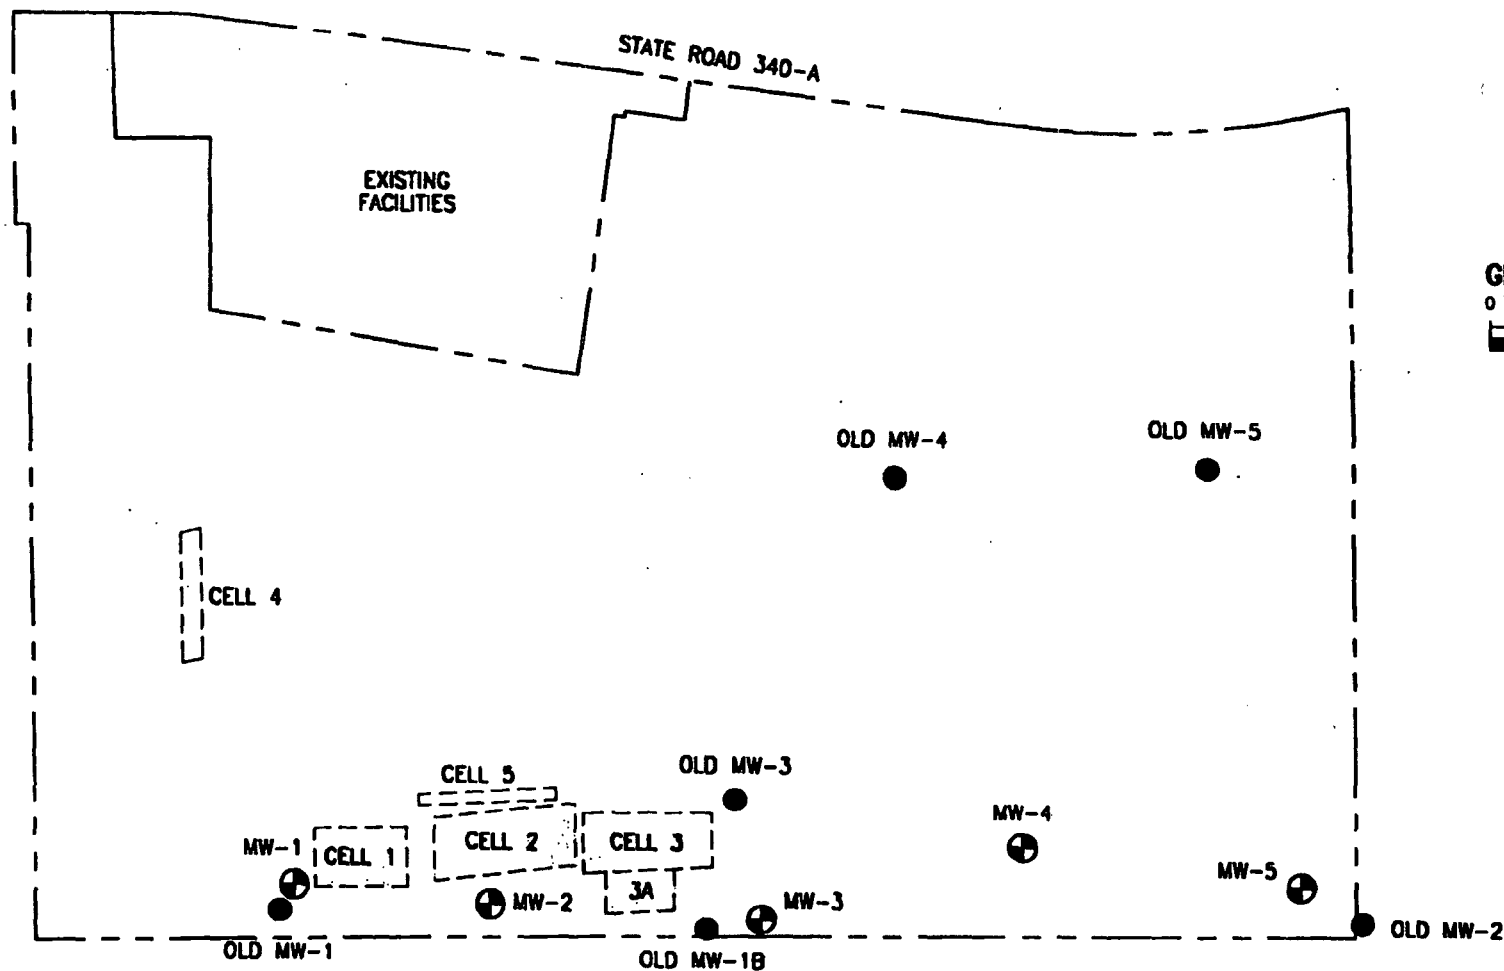 STATE ROAD 340-A
EXISTING
FACILITIES
0
OLD MW-4
OLD MW-5
CELL 4
CELL 5
OLD MW-3
MW-1
CELL 1
CELL 2
CELL 3
MW-4
3A
MW-2
MW-3
MW-5
OLD MW-1
OLD MW-1B
OLD MW-2